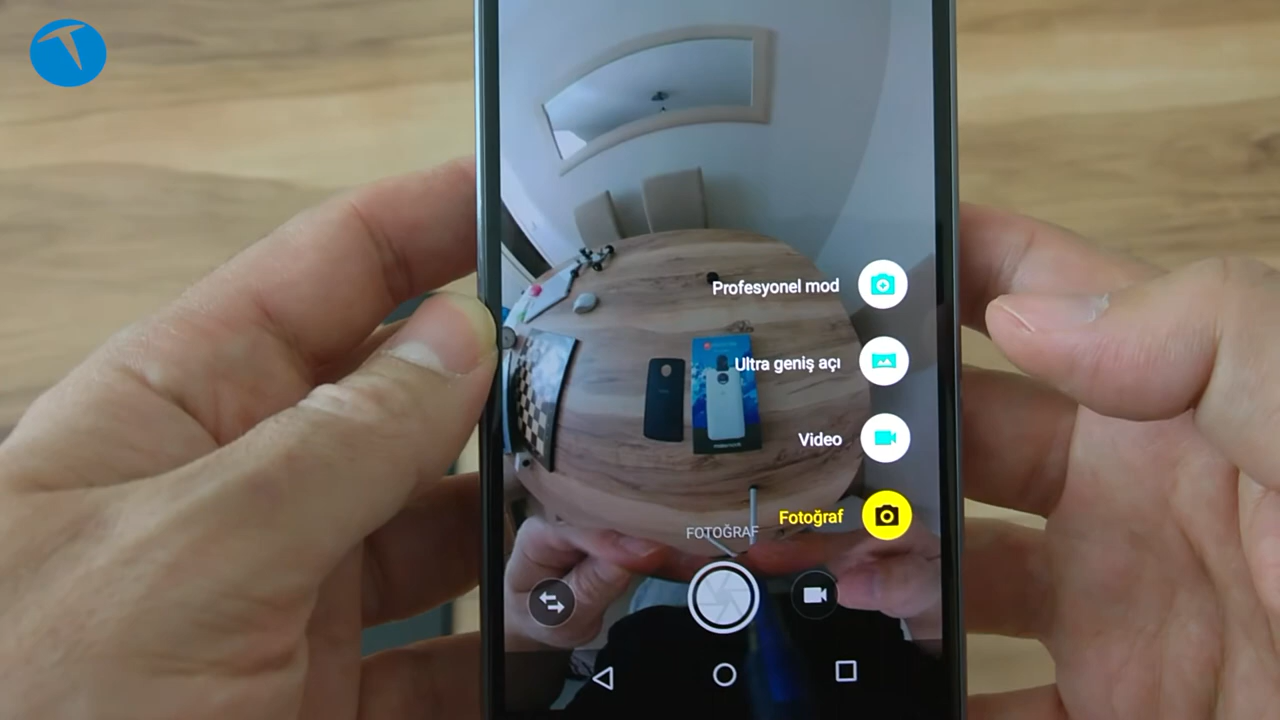 Profesyonel mod
Ultra geniş açı
Video
Fotoğraf
FOTOĞRAF